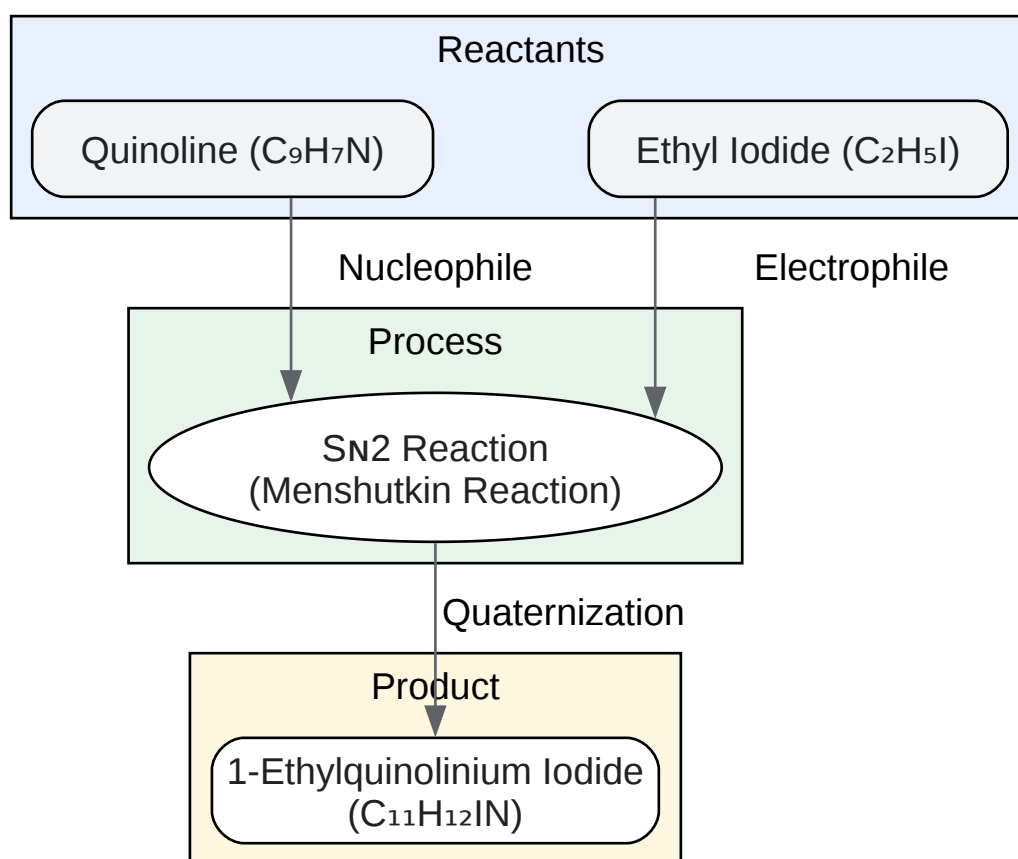 Reactants
Quinoline (C₉H₇N)
Ethyl Iodide (C₂H₅I)
Nucleophile
Electrophile
Process
Sɴ2 Reaction
(Menshutkin Reaction)
Quaternization
Product
1-Ethylquinolinium Iodide
(C₁₁H₁₂IN)